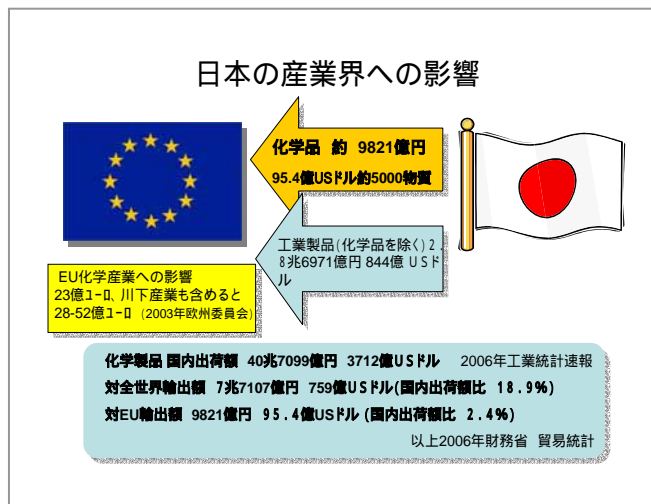 日本の産業界への影響
化学品 約 9821億円
95.4億USドル約5000物質
工業製品(化学品を除く)2.
8兆6971億円 844億 USド
ル
EU化学産業への影響
23億ユーロ、川下産業も含めると
28-52億ユーロ (2003年欧州委員会)
化学製品 国内出荷額 40兆7099億円 3712億USドル 2006年工業統計速報
対全世界輸出額 7兆7107億円 759億USドル(国内出荷額比 18.9%)
対EU輸出額 9821億円 95.4億USドル (国内出荷額比 2.4%)
以上2006年財務省 貿易統計